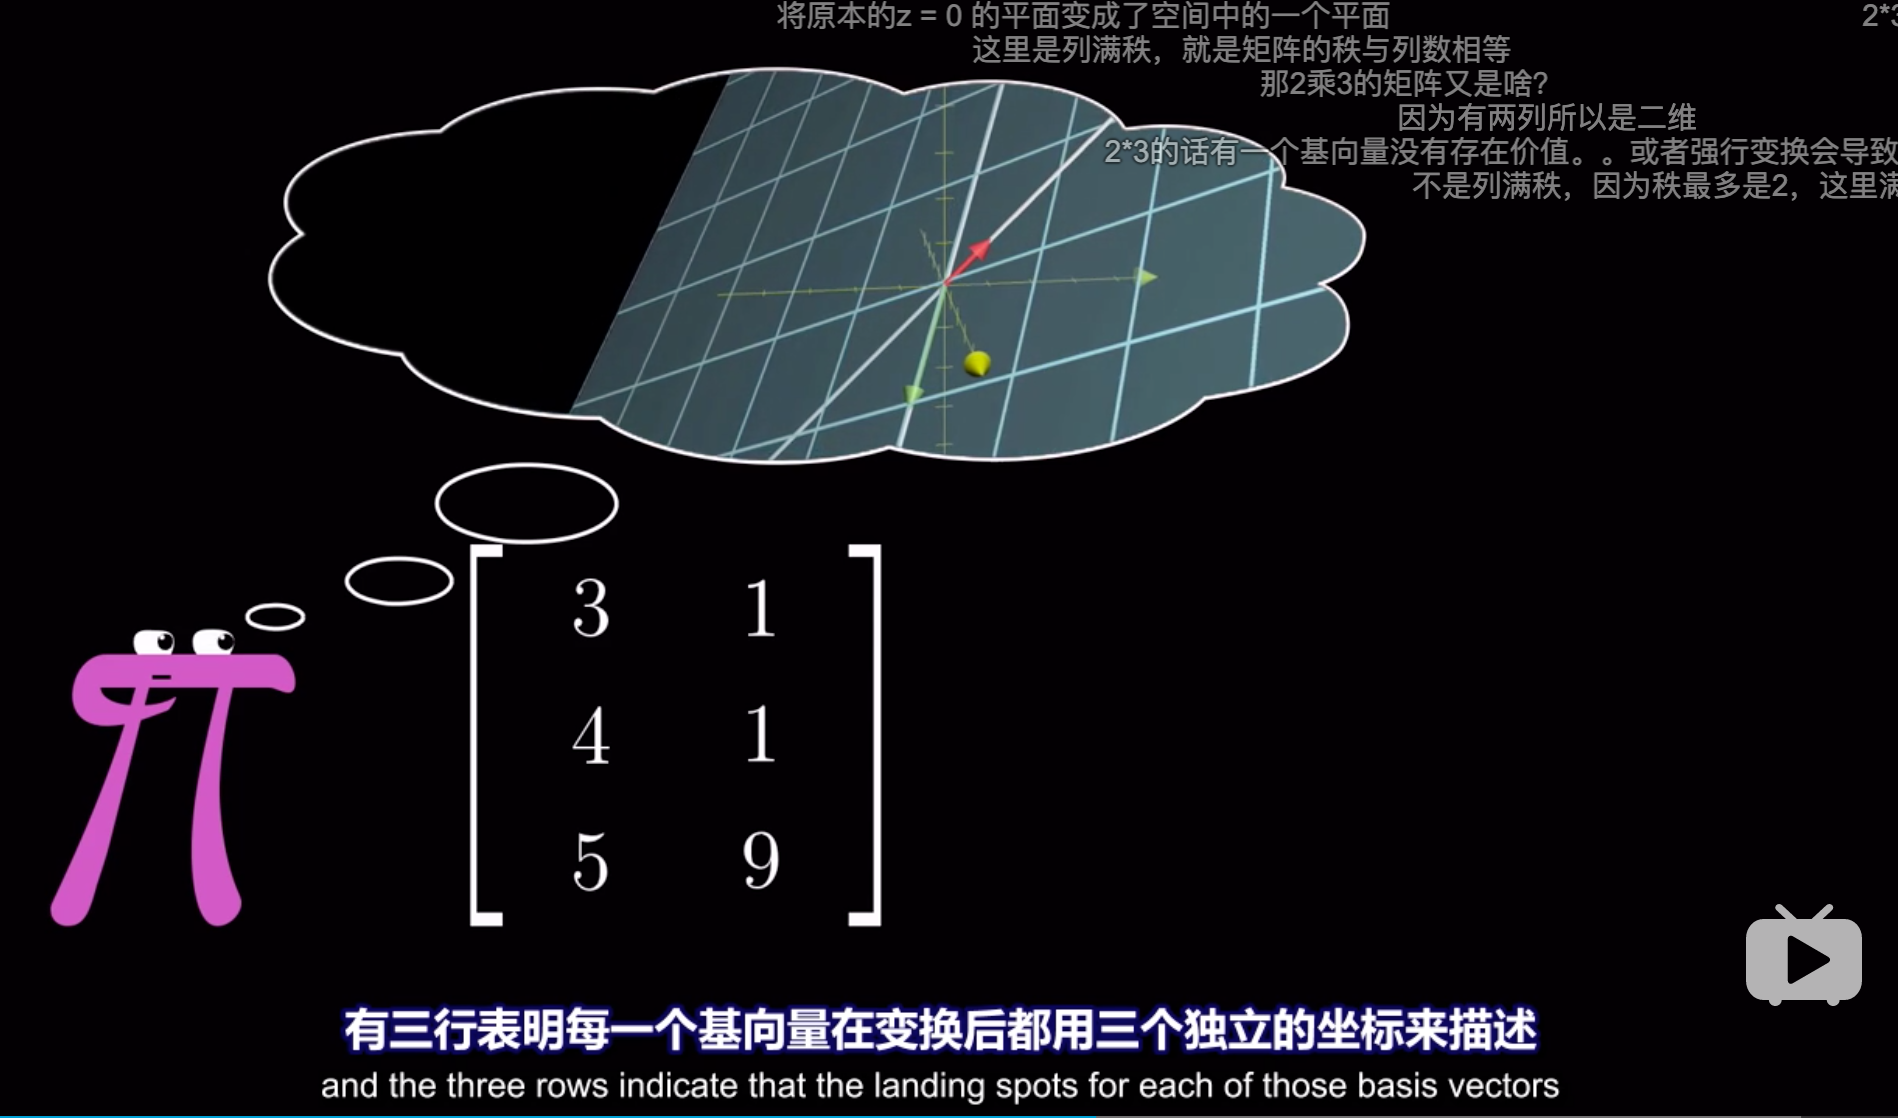 将原本的z = 0 的平面变成了空间中的一个平面
2*3
这里是列满秩，就是矩阵的秩与列数相等
那2乘3的矩阵又是啥?
因为有两列所以是二维
2*3的话有一个基向量没有存在价值。。或者强行变换会导致
不是列满秩，因为秩最多是2，这里满
3 1
4 1
5 9
有三行表明每一个基向量在变换后都用三个独立的坐标来描述
and the three rows indicate that the landing spots for each of those basis vectors